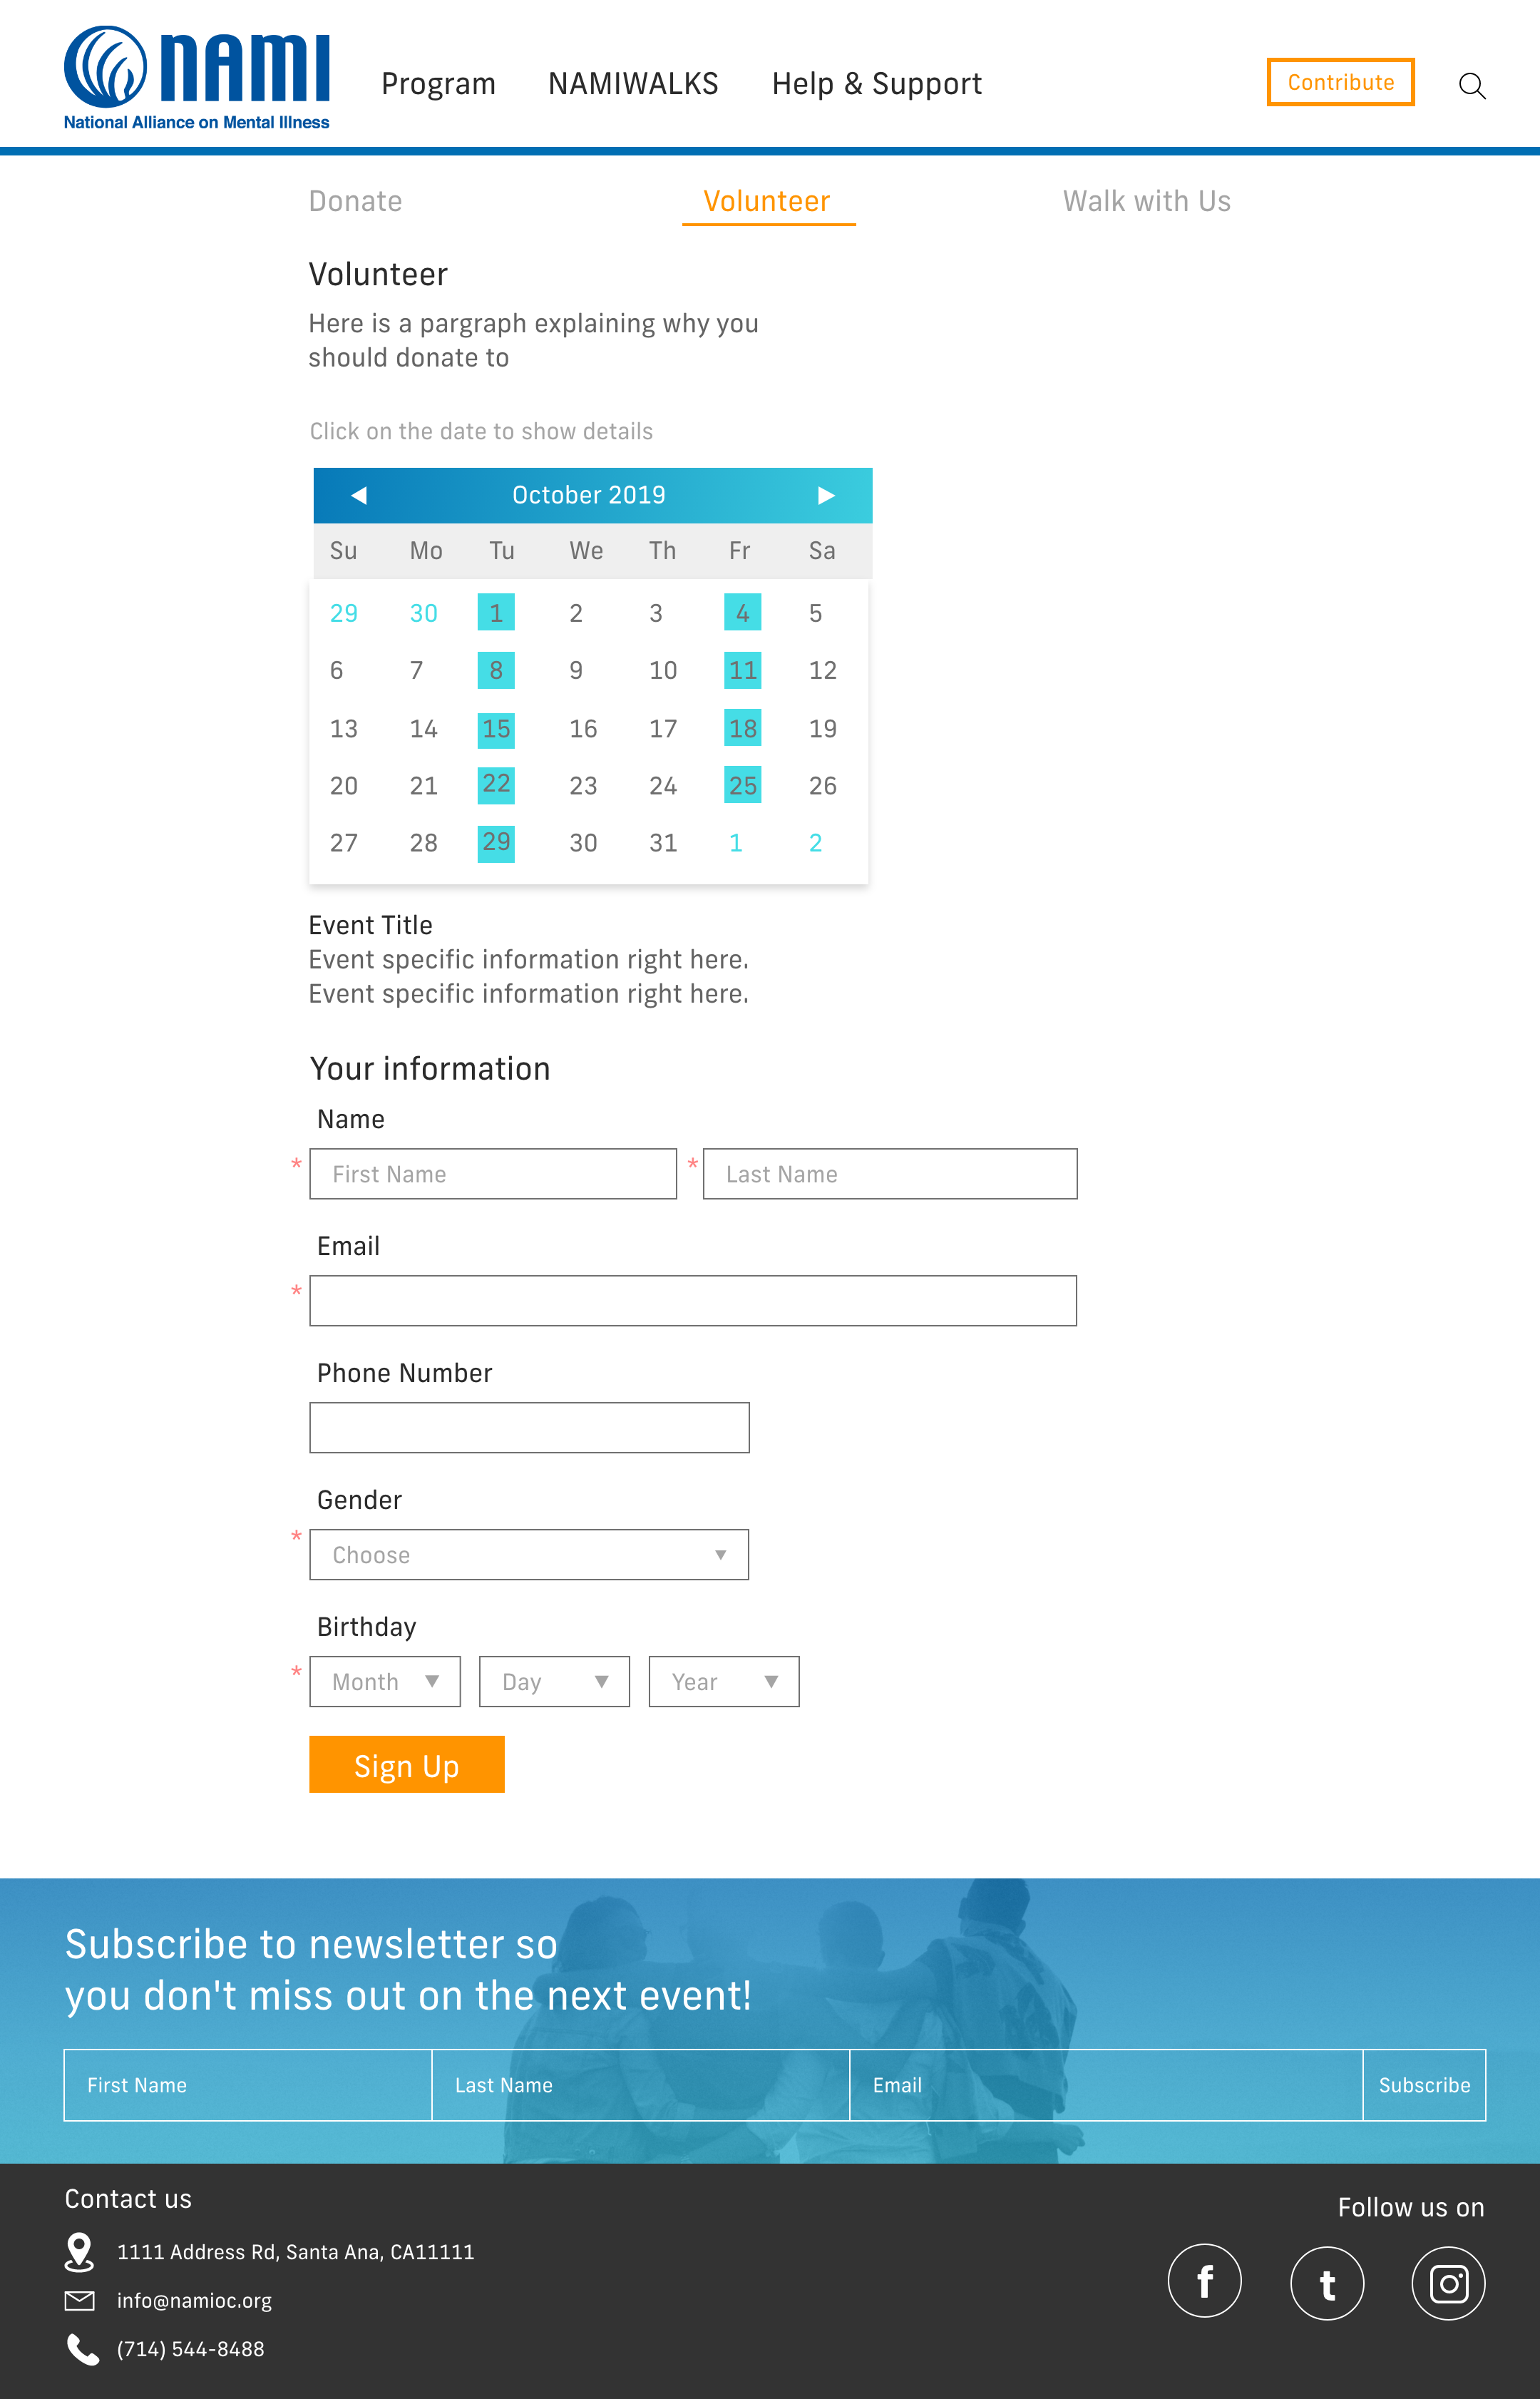 nAMI
National Alliance on Mental Illness
Program NAMIWALKS Help & Support Contribute
Donate Volunteer Walk with Us
Volunteer
Here is a pargraph explaining why you
should donate to
Click on the date to show details
October 2019
Su Mo Tu We Th Fr Sa
29 30 1 2 3 4 5
6 7 8 9 10 11 12
13 14 15 16 17 18 19
20 21 22 23 24 25 26
27 28 29 30 31 1 2
Event Title
Event specific information right here.
Event specific information right here.
Your information
Name
* First Name * Last Name
Email
*
Phone Number
Gender
* Choose
Birthday
* Month Day Year
Sign Up
Subscribe to newsletter so
you don't miss out on the next event!
First Name Last Name Email Subscribe
Contact us
Follow us on
1111 Address Rd, Santa Ana, CA11111
info@namioc.org
(714) 544-8488
f t